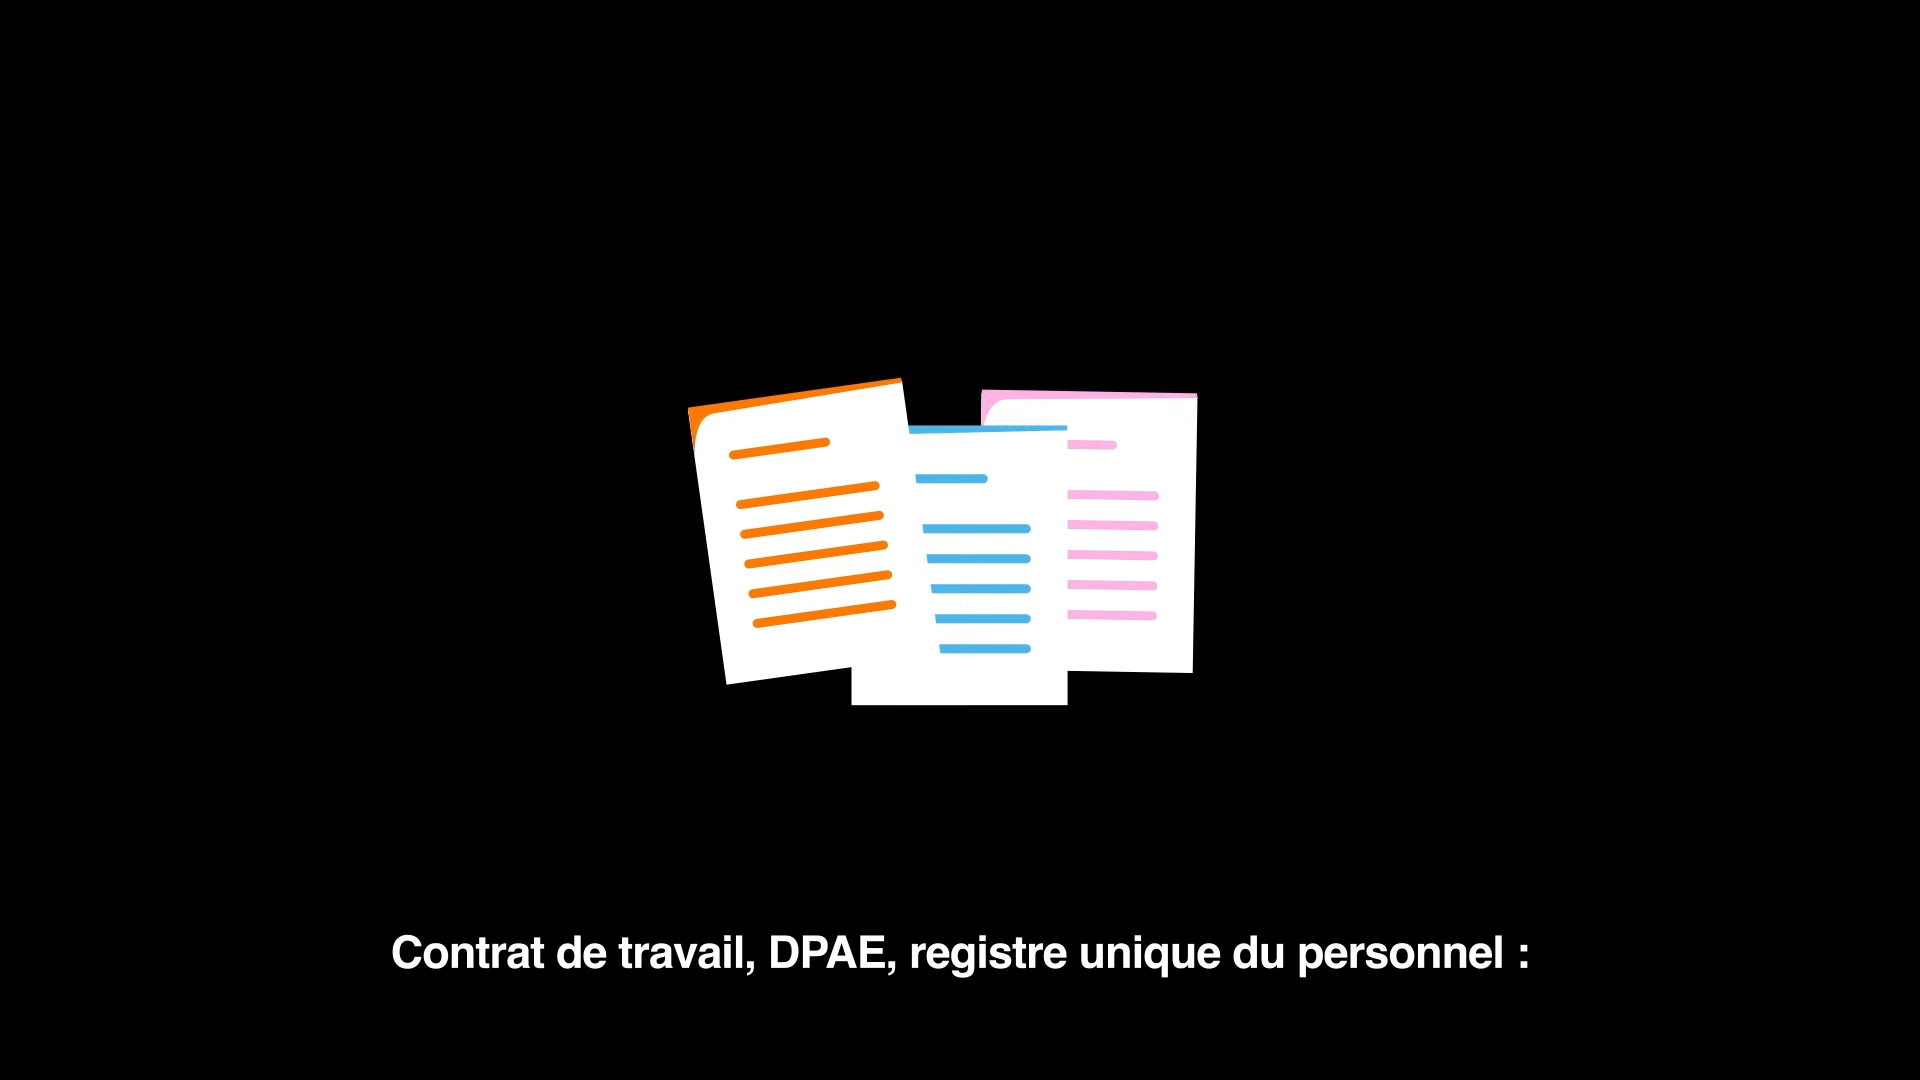 Contrat de travail, DPAE, registre unique du personnel :